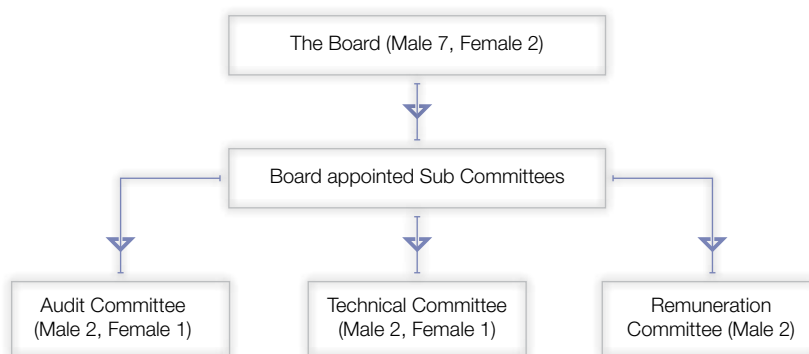 The Board (Male 7, Female 2)
Board appointed Sub Committees
Audit Committee
(Male 2, Female 1)
Technical Committee
(Male 2, Female 1)
Remuneration
Committee (Male 2)